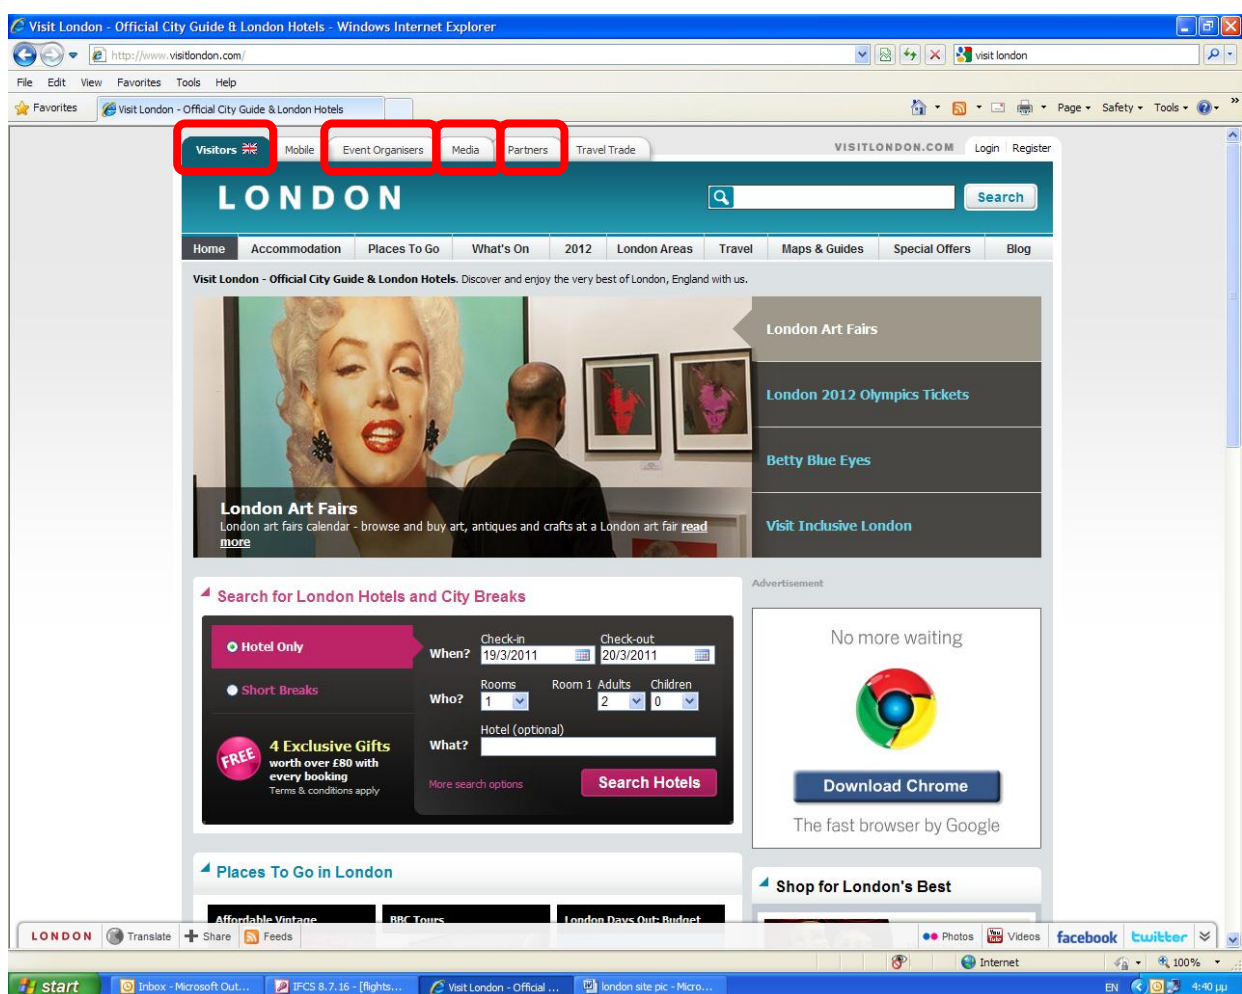 Visit London - Official City Guide & London Hotels - Windows Internet Explorer
http://www.visitlondon.com/
visit london
File Edit View Favorites Tools Help
Favorites Visit London - Official City Guide & London Hotels Page Safety Tools »
Visitors Mobile Event Organisers Media Partners Travel Trade VISITLONDON.COM Login Register
LONDON Search
Home Accommodation Places To Go What's On 2012 London Areas Travel Maps & Guides Special Offers Blog
Visit London - Official City Guide & London Hotels. Discover and enjoy the very best of London, England with us.
London Art Fairs
London 2012 Olympics Tickets
Betty Blue Eyes
Visit Inclusive London
London Art Fairs
London art fairs calendar - browse and buy art, antiques and crafts at a London art fair read
more
Search for London Hotels and City Breaks
Hotel Only
Short Breaks
FREE
4 Exclusive Gifts
worth over £80 with
every booking
Terms & conditions apply
Check-in Check-out
When? 19/3/2011 20/3/2011
Rooms Room 1 Adults Children
Who? 1 2 0
Hotel (optional)
What?
More search options Search Hotels
Advertisement
No more waiting
Download Chrome
The fast browser by Google
Places To Go in London
Affordable Vintage BBC Tours London Days Out: Budget
Shop for London's Best
LONDON Translate Share Feeds Photos You Tube Videos facebook twitter
Internet 100%
start Inbox - Microsoft Out... IFCS 8.7.16 - [flights... Visit London - Official ... london site pic - Micro... EN 4:40 μμ